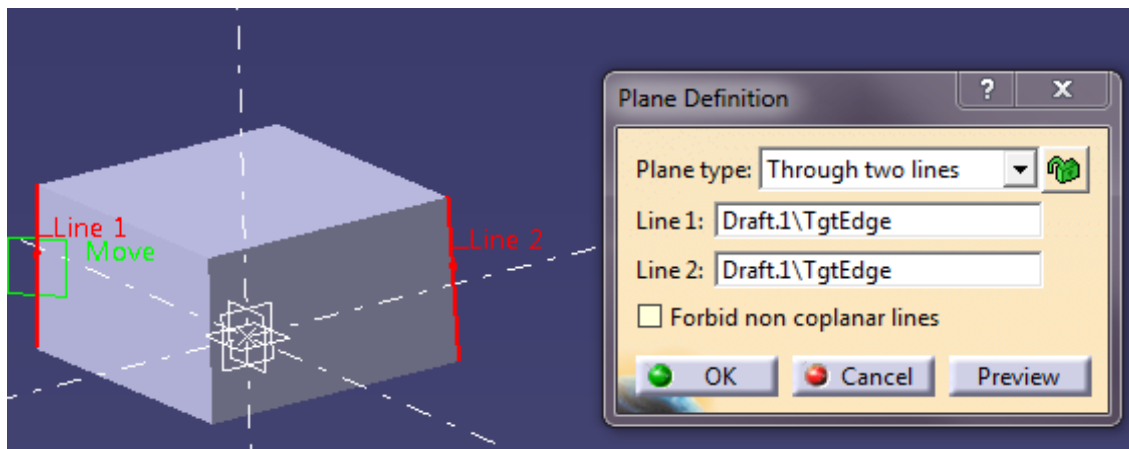 Line 1
Move
Line 2
Plane Definition
?
X
Plane type: Through two lines
Line 1: Draft.1\TgtEdge
Line 2: Draft.1\TgtEdge
Forbid non coplanar lines
OK
Cancel
Preview